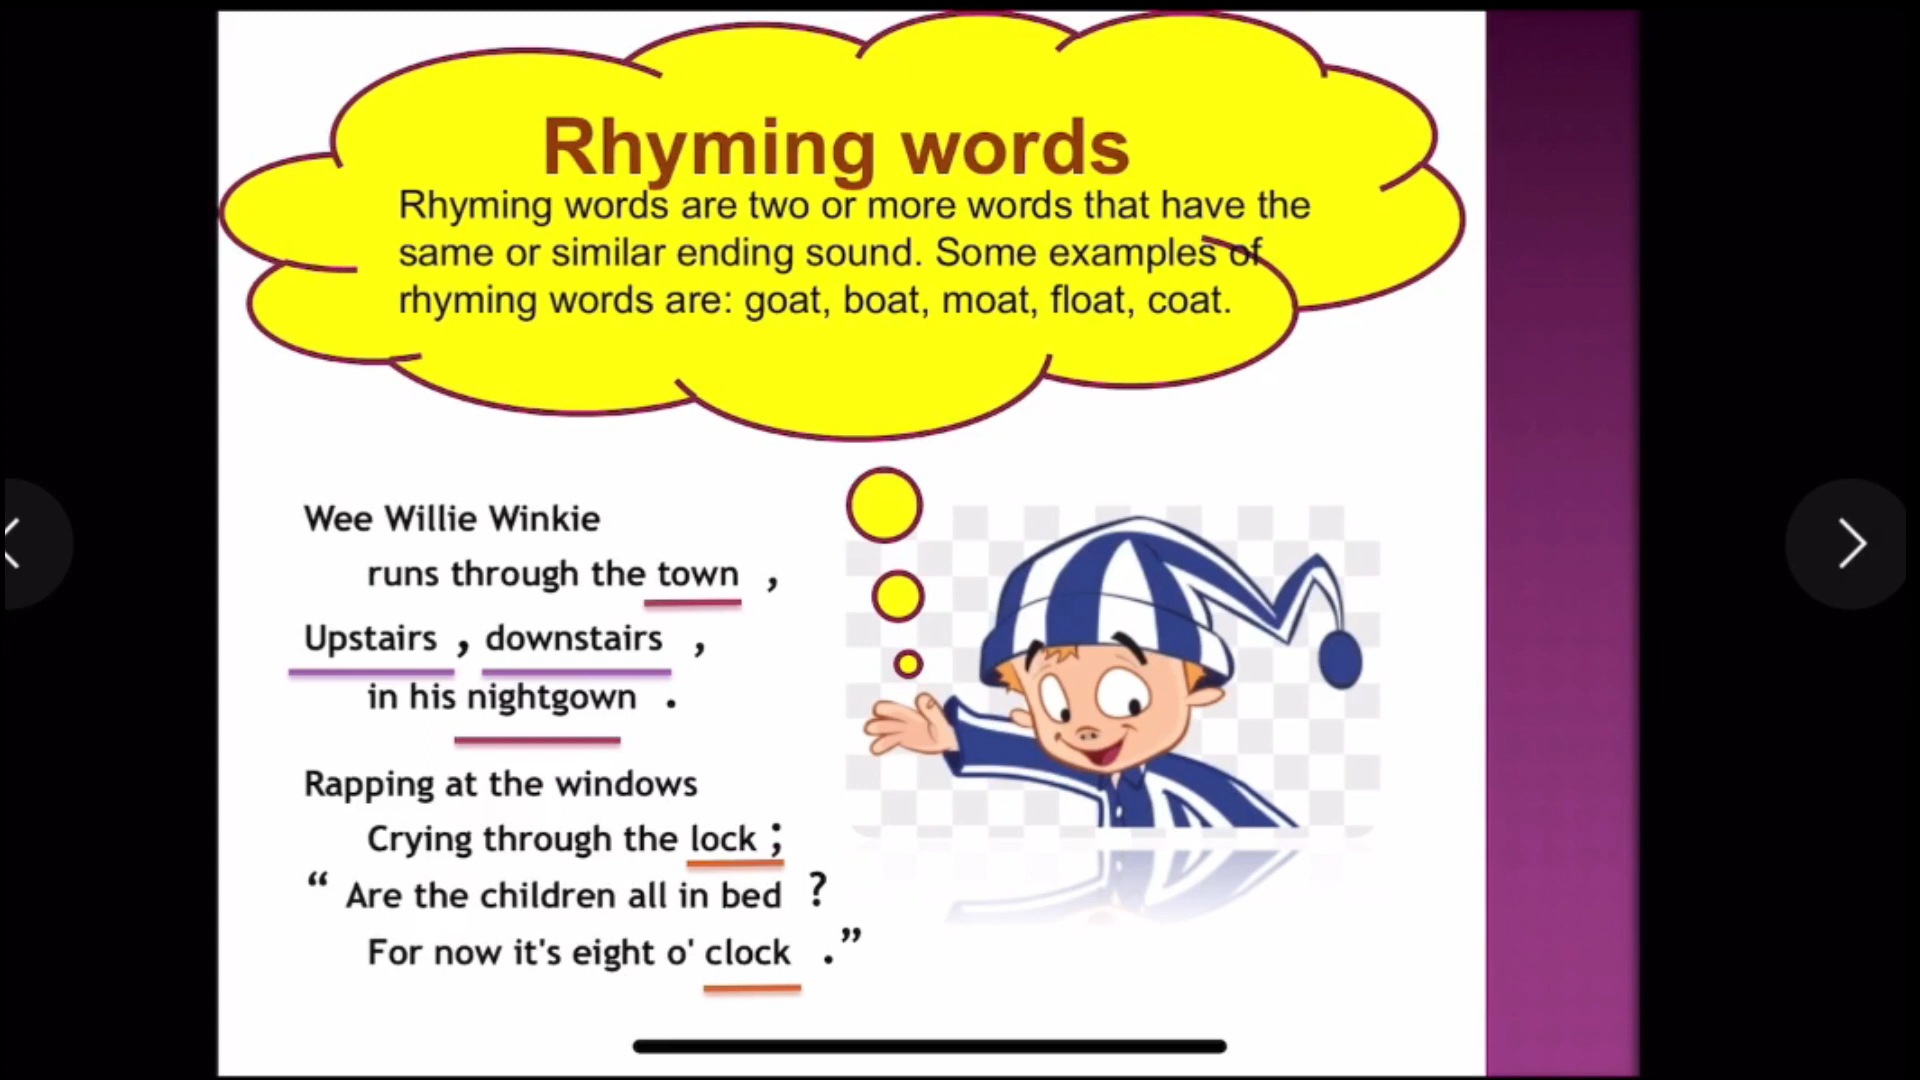 Rhyming words
Rhyming words are two or more words that have the
same or similar ending sound. Some examples of
rhyming words are: goat, boat, moat, float, coat.
Wee Willie Winkie
runs through the town ,
Upstairs , downstairs ,
in his nightgown .
Rapping at the windows
Crying through the lock ;
“ Are the children all in bed ?
For now it's eight o' clock .”